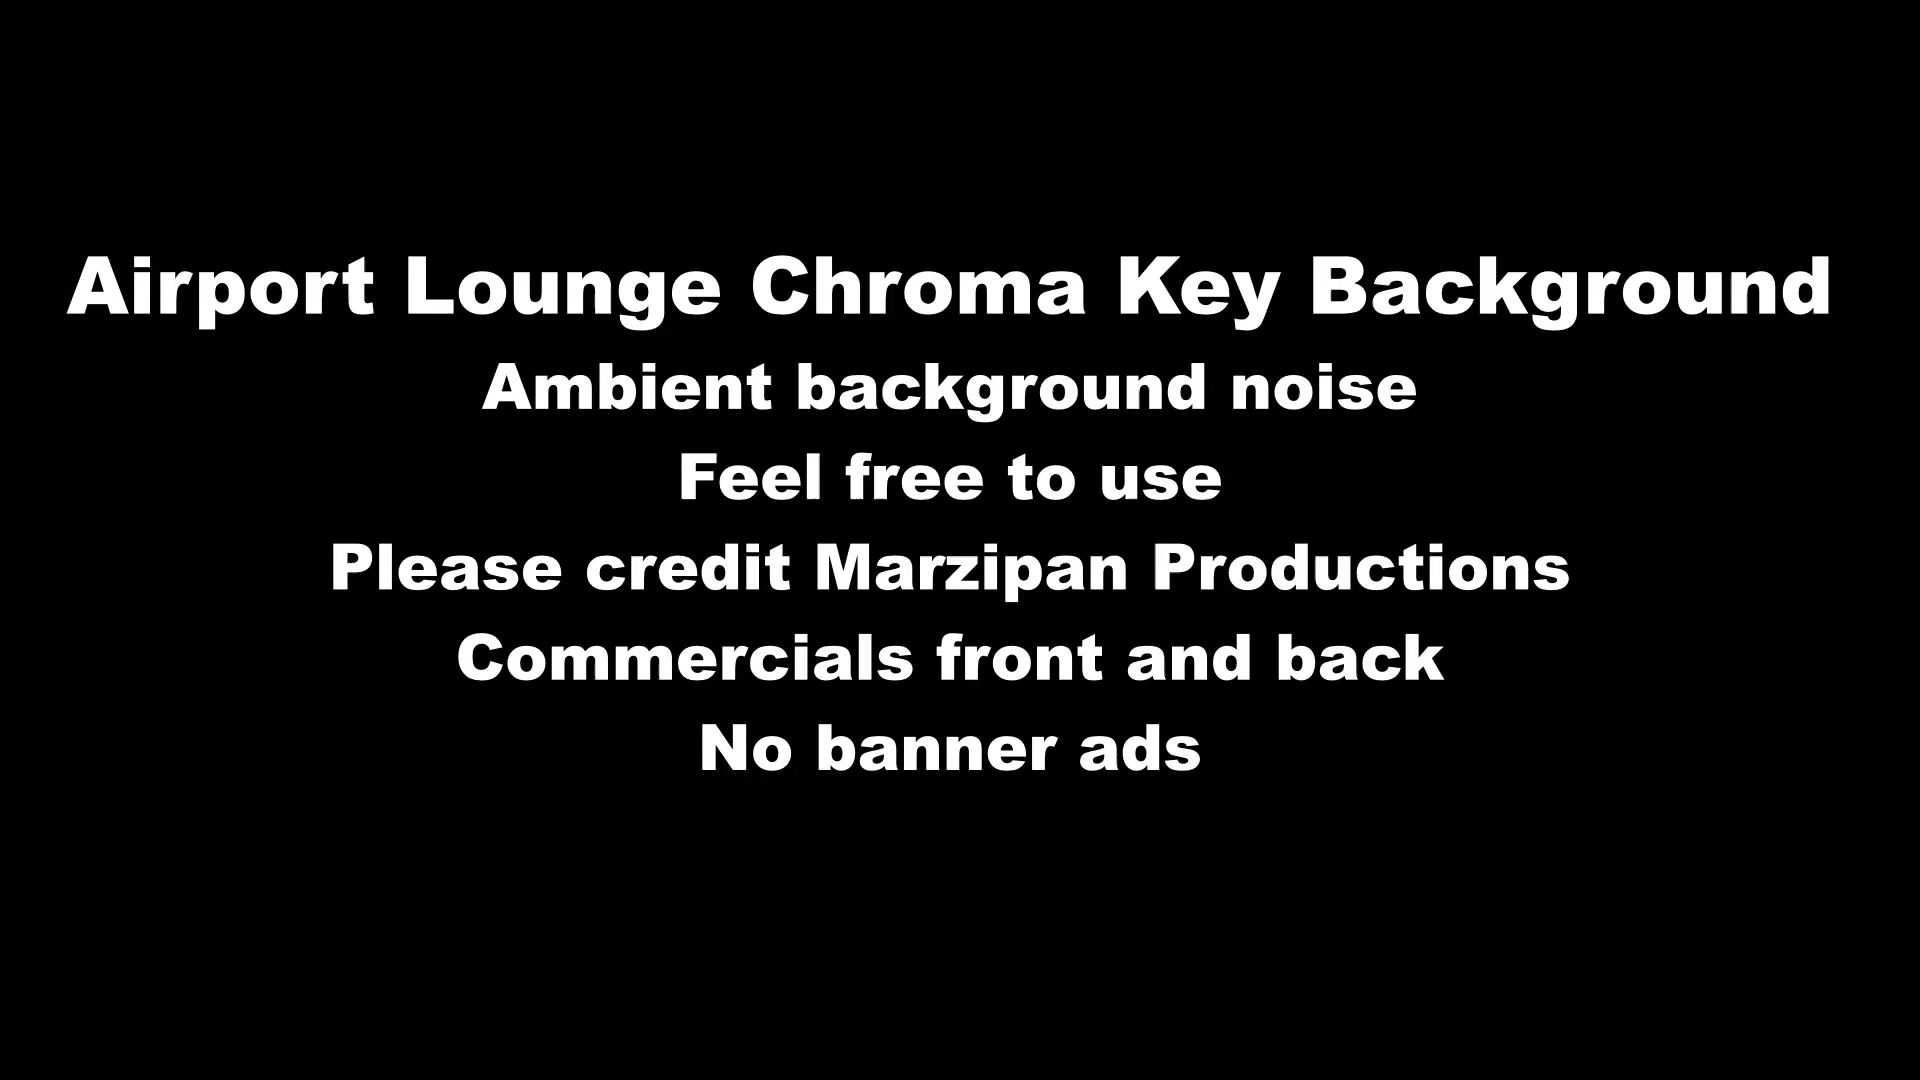 Airport Lounge Chroma Key Background
Ambient background noise
Feel free to use
Please credit Marzipan Productions
Commercials front and back
No banner ads